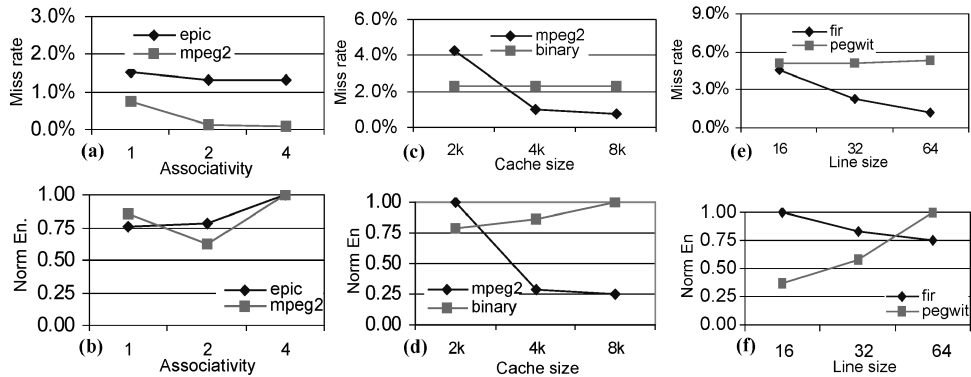 3.0%
2.0%
1.0%
0.0%
Miss rate
epic
mpeg2
1 2 4
(a) Associativity
6.0%
4.0%
2.0%
0.0%
Miss rate
mpeg2
binary
2k 4k 8k
(c) Cache size
9.0%
6.0%
3.0%
0.0%
Miss rate
fir
pegwit
16 32 64
(e) Line size
1.00
0.75
0.50
0.25
0.00
Norm En.
epic
mpeg2
1 2 4
(b) Associativity
1.00
0.75
0.50
0.25
0.00
Norm En
mpeg2
binary
2k 4k 8k
(d) Cache size
1.00
0.75
0.50
0.25
0.00
Norm En
fir
pegwit
16 32 64
(f) Line size